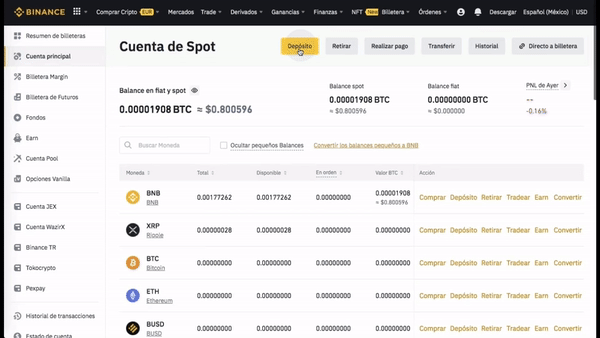 BINANCE
Comprar Cripto EUR Mercados Trade Derivados Ganancias Finanzas NFT New Billetera Órdenes Descargar Español (México) USD
Resumen de billeteras
Cuenta principal
Billetera Margin
Billetera de Futuros
Fondos
Earn
Cuenta Pool
Opciones Vanilla
Cuenta JEX
Cuenta WazirX
Binance TR
Tokocrypto
Pexpay
Historial de transacciones
Estado de cuenta
Cuenta de Spot
Depósito Retirar Realizar pago Transferir Historial Directo a billetera
Balance en fiat y spot
0.00001908 BTC ≈ $0.800596
Balance spot
0.00001908 BTC
≈ $0.800596
Balance fiat
0.00000000 BTC
≈ $0.000000
PNL de Ayer
--
-0.16%
Buscar Moneda Ocultar pequeños Balances Convertir los balances pequeños a BNB
Moneda Total Disponible En orden Valor BTC Acción
BNB
BNB
0.00177262 0.00177262 0.00000000 0.00001908
≈ $0.800596
Comprar Depósito Retirar Tradear Earn Convertir
XRP
Ripple
0.00000028 0.00000028 0.00000000 0.00000000 Comprar Depósito Retirar Tradear Earn Convertir
BTC
Bitcoin
0.00000000 0.00000000 0.00000000 0.00000000 Comprar Depósito Retirar Tradear Earn Convertir
ETH
Ethereum
0.00000000 0.00000000 0.00000000 0.00000000 Comprar Depósito Retirar Tradear Earn Convertir
BUSD
BUSD
0.00000000 0.00000000 0.00000000 0.00000000 Comprar Depósito Retirar Tradear Earn Convertir